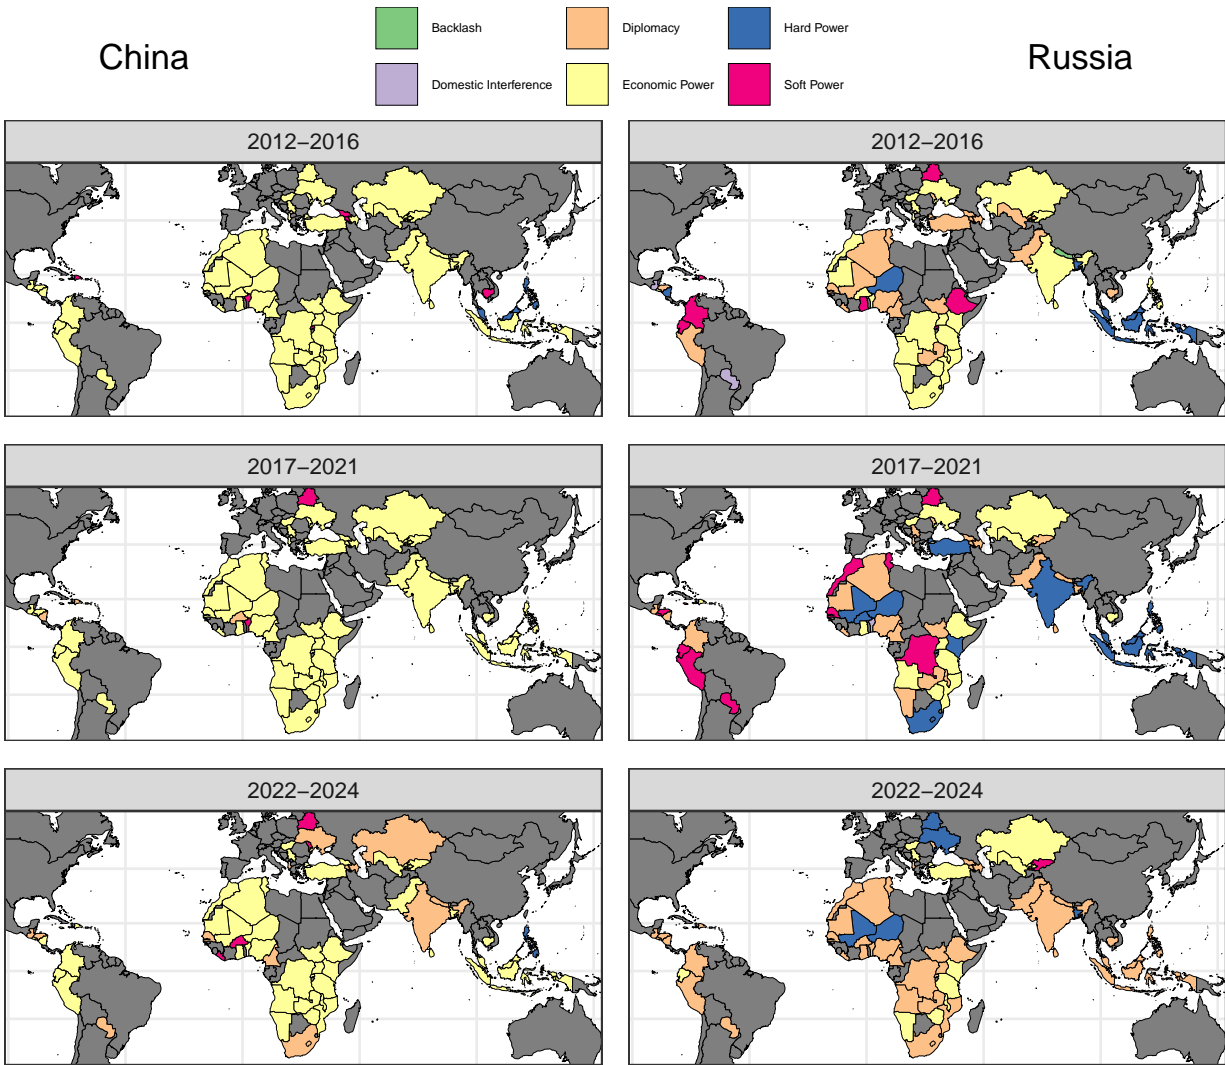 China
Backlash
Diplomacy
Hard Power
Russia
Domestic Interference
Economic Power
Soft Power
2012−2016
2012−2016
2017−2021
2017−2021
2022−2024
2022−2024